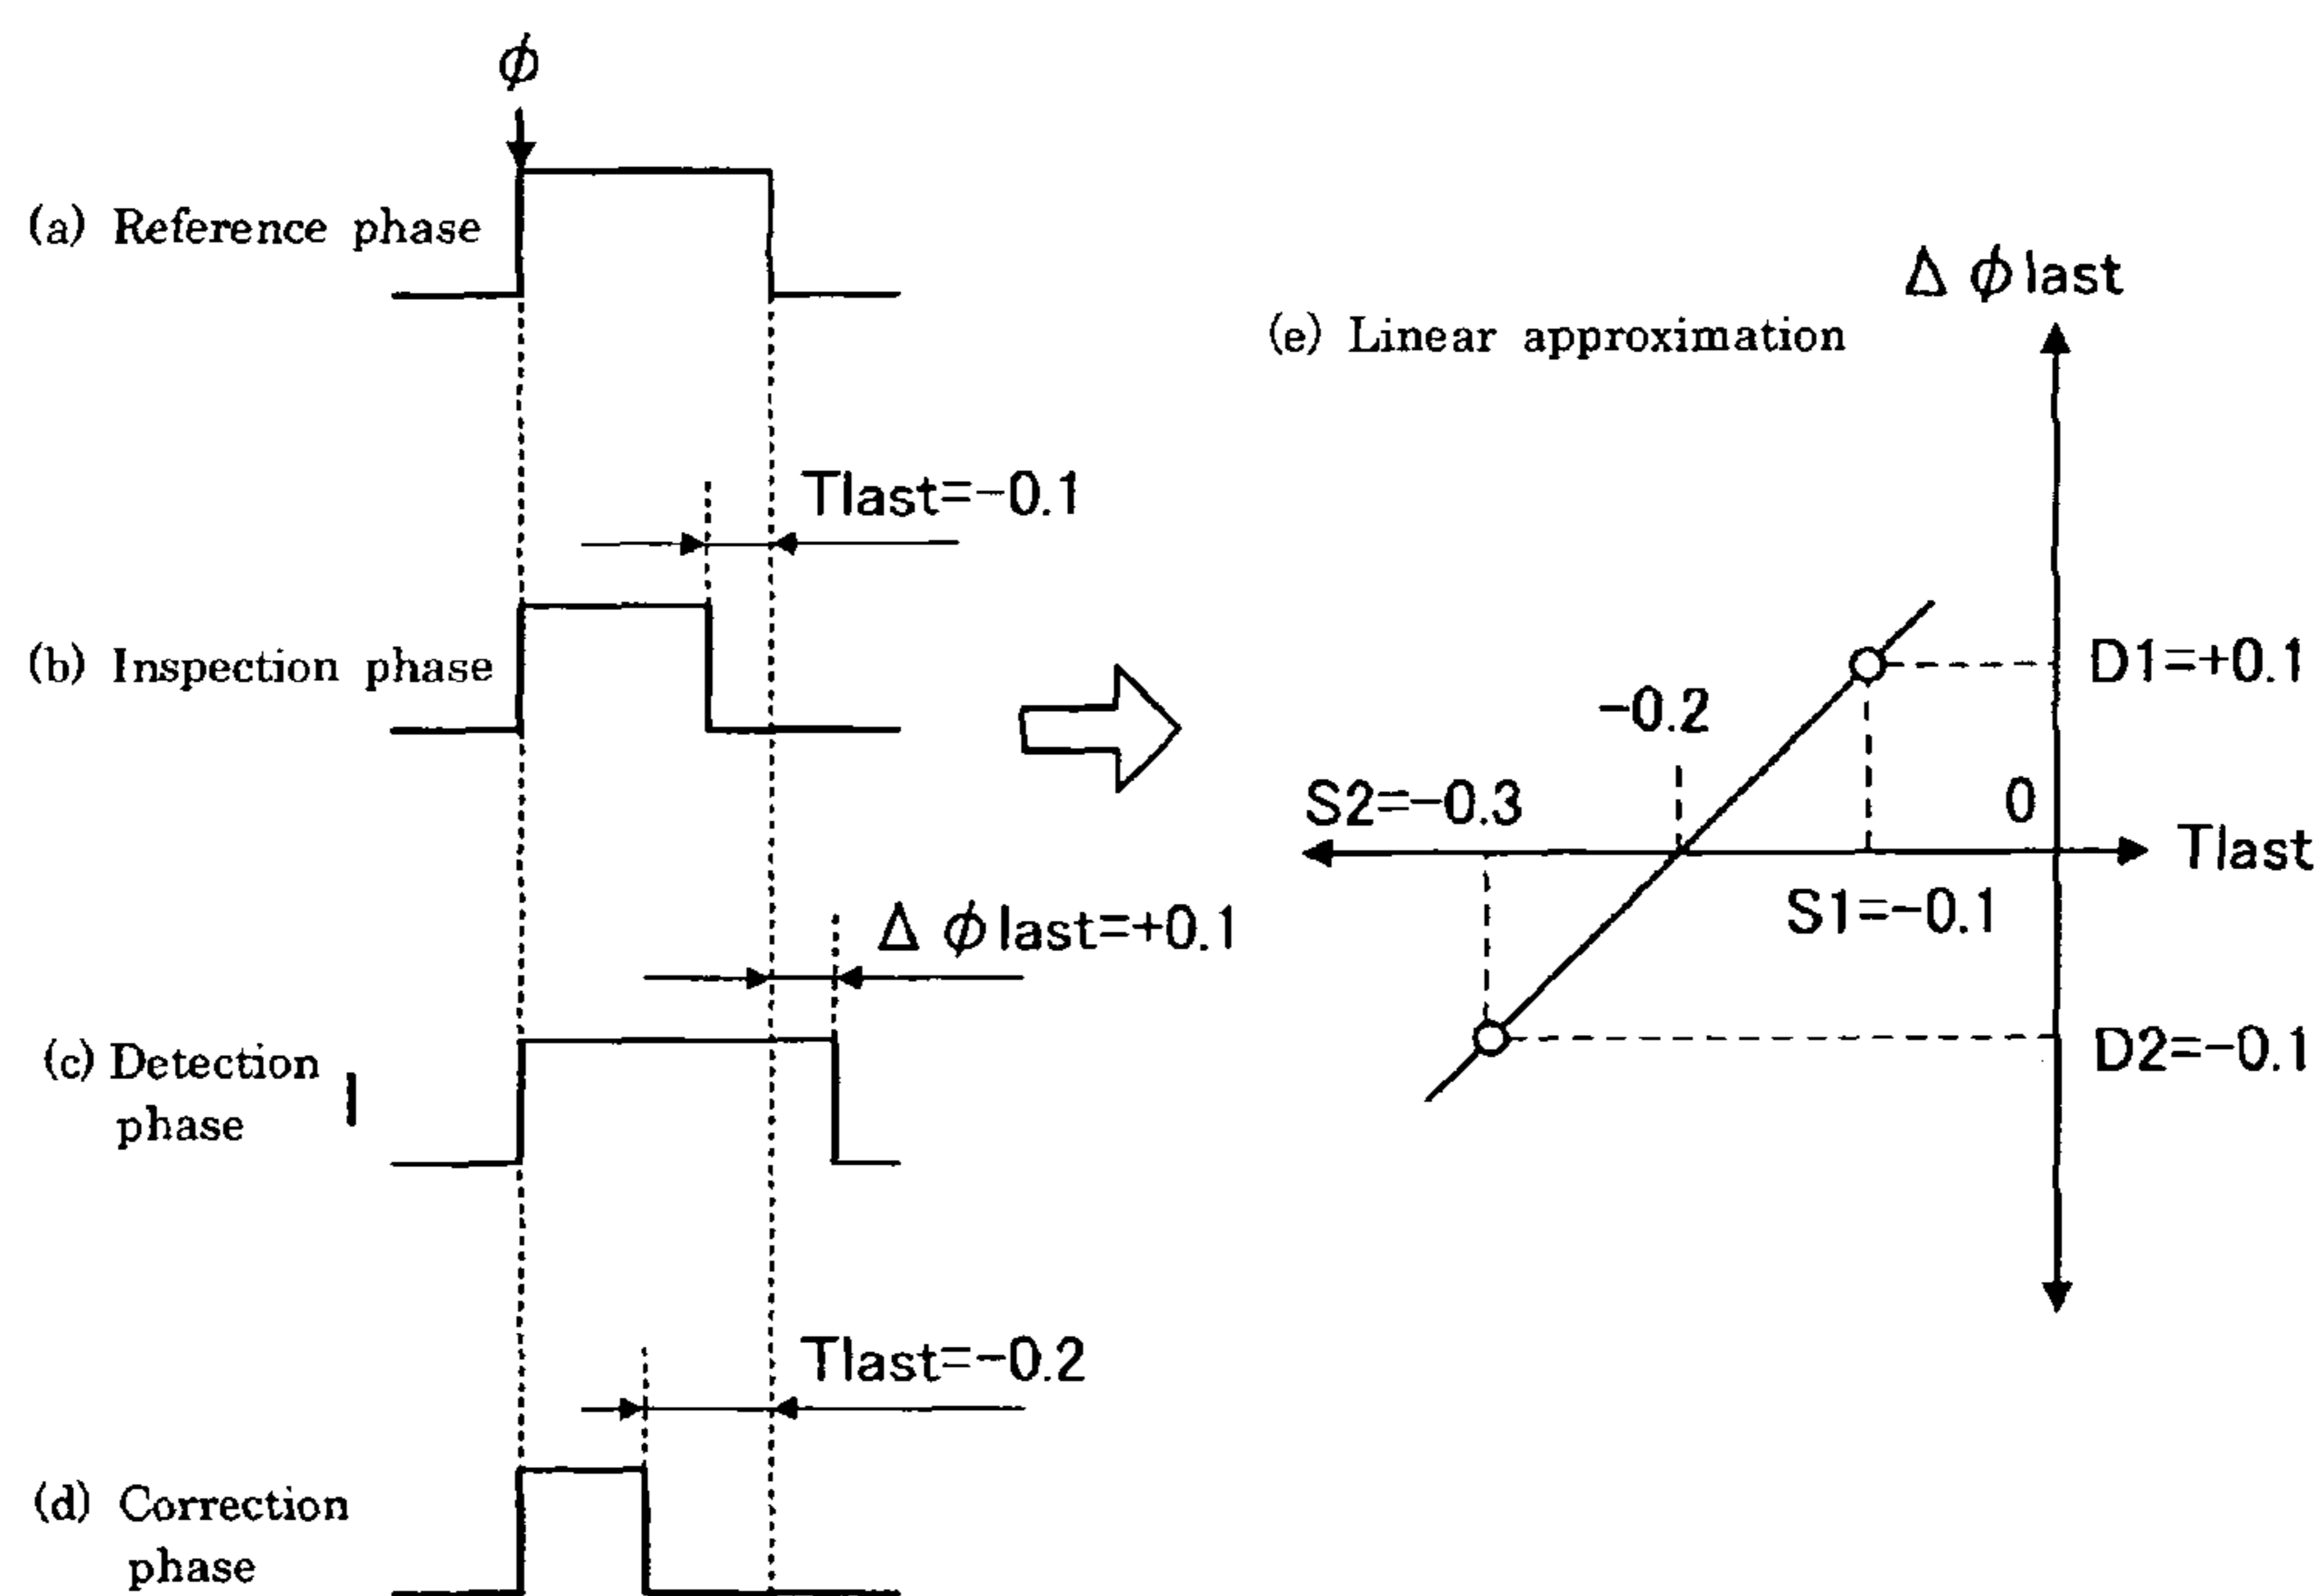 ϕ
(a) Reference phase
Tlast=-0.1
(b) Inspection phase
Δ ϕ last=+0.1
(c) Detection
phase
Tlast=-0.2
(d) Correction
phase
Δ ϕ last
(e) Linear approximation
D1=+0.1
-0.2
S2=-0.3
0
Tlast
S1=-0.1
D2=-0.1